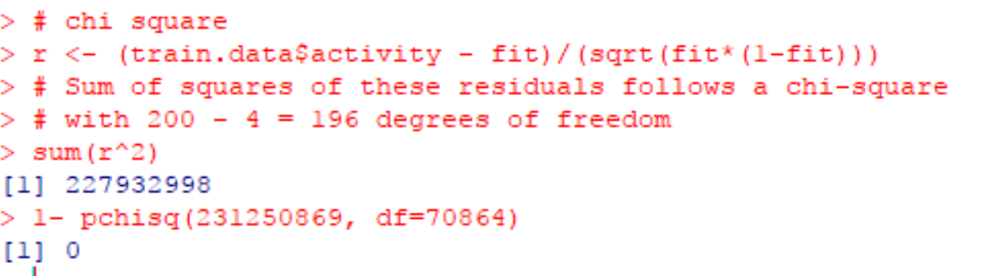 > # chi square
> r <- (train.data$activity - fit)/(sqrt(fit*(1-fit)))
> # Sum of squares of these residuals follows a chi-square
> # with 200 - 4 = 196 degrees of freedom
> sum(r^2)
[1] 227932998
> 1- pchisq(231250869, df=70864)
[1] 0